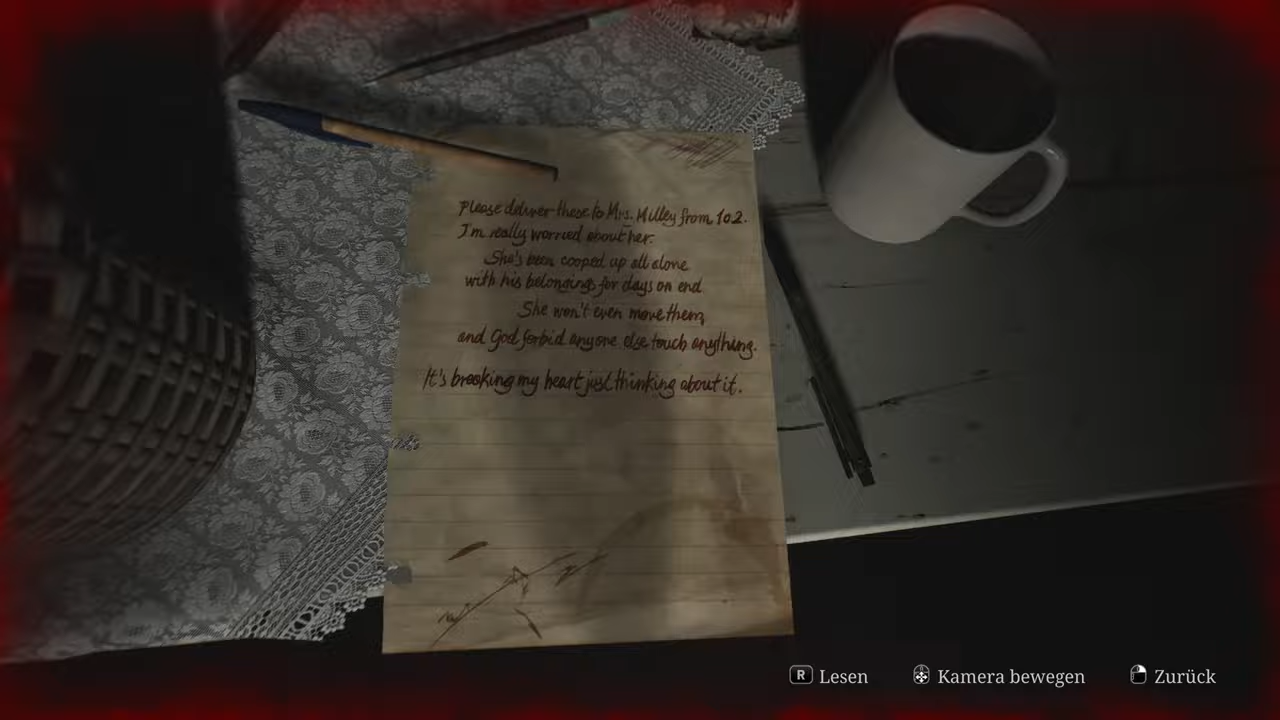 Please deliver these to Mrs. Milley from 102.
I'm really worried about her.
She's been cooped up all alone
with his belongings for days on end.
She won't even move them,
and God forbid anyone else touch anything.
It's breaking my heart just thinking about it.
R Lesen
Kamera bewegen
Zurück